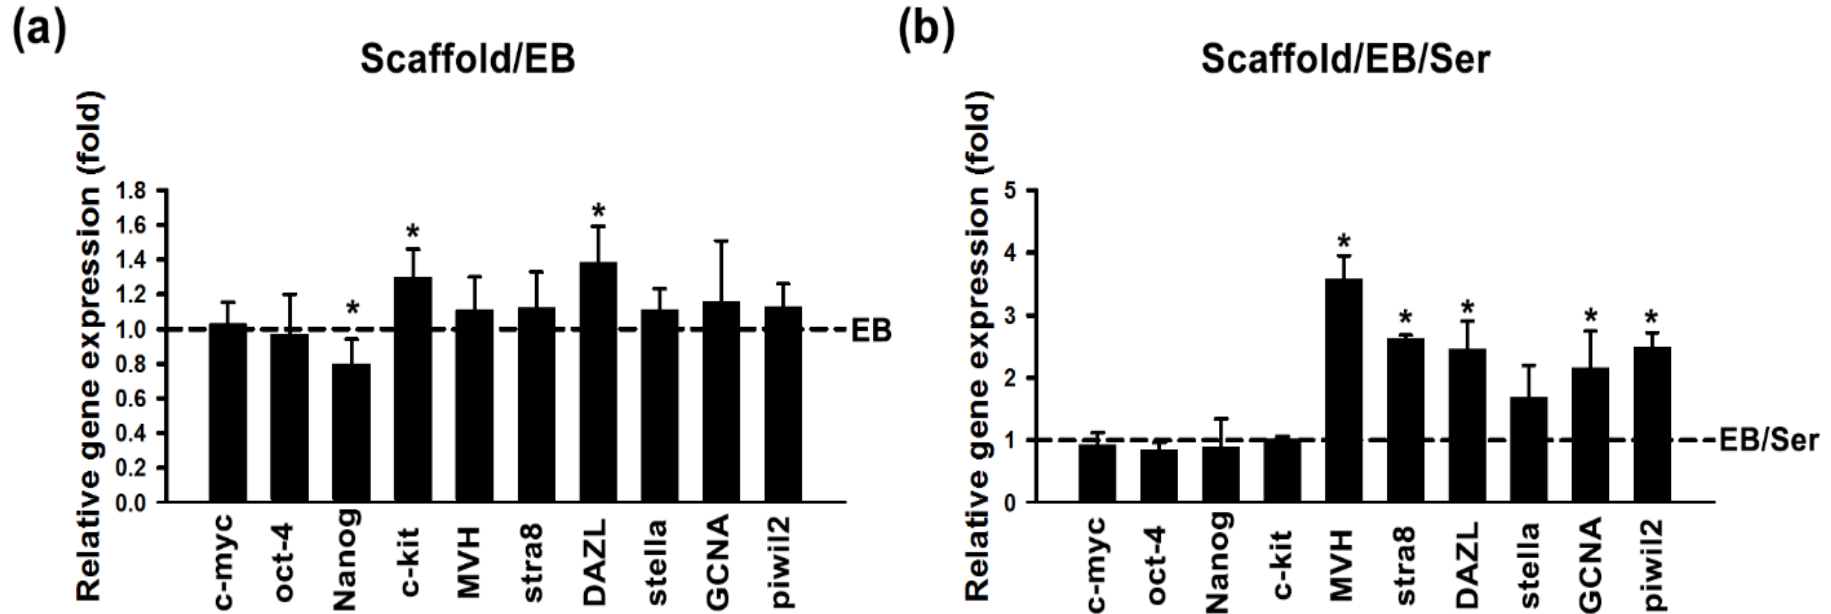 (a)
Scaffold/EB
Relative gene expression (fold)
1.8
1.6
1.4
1.2
1.0
0.8
0.6
0.4
0.2
0.0
*
*
*
EB
c-myc
oct-4
Nanog
c-kit
MVH
stra8
DAZL
stella
GCNA
piwil2
(b)
Scaffold/EB/Ser
Relative gene expression (fold)
5
4
3
2
1
0
*
*
*
*
*
EB/Ser
c-myc
oct-4
Nanog
c-kit
MVH
stra8
DAZL
stella
GCNA
piwil2